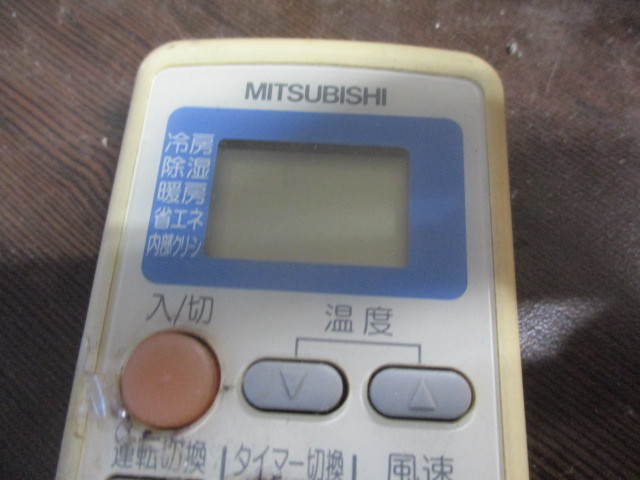 MITSUBISHI
冷房
除湿
暖房
省エネ
内部クリーン
入/切
温度
▽ △
運転切換 タイマー切換 風速